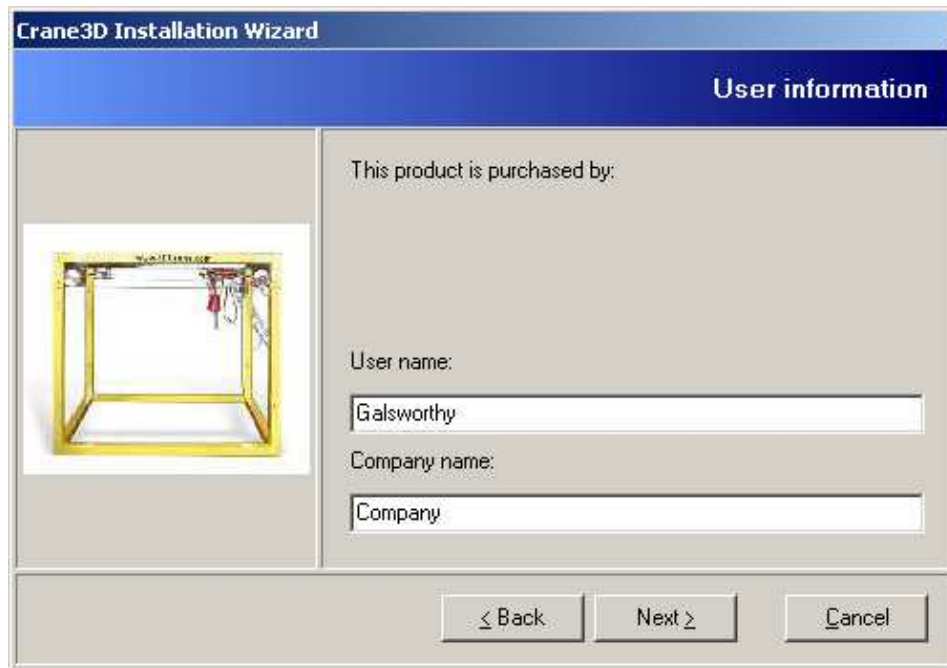 Crane3D Installation Wizard
User information
This product is purchased by:
User name:
Galsworthy
Company name:
Company
< Back
Next >
Cancel